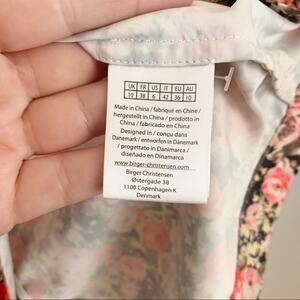 UK FR US IT EU AU
10 38 6 42 36 10
Made in China / fabriqué en Chine /
hergestellt in China / prodotto in
China / fabricado en China
Designed in / conçu dans
Danemark / entworfen in Dänemark
/ progettato in Danimarca /
diseñado en Dinamarca
www.birger-christensen.com
Birger Christensen
Østergade 38
1100 Copenhagen K
Denmark